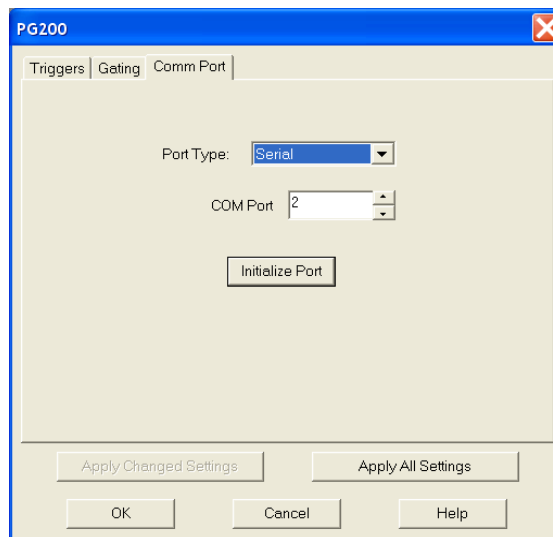 PG200
Triggers Gating Comm Port
Port Type: Serial
COM Port 2
Initialize Port
Apply Changed Settings Apply All Settings
OK Cancel Help